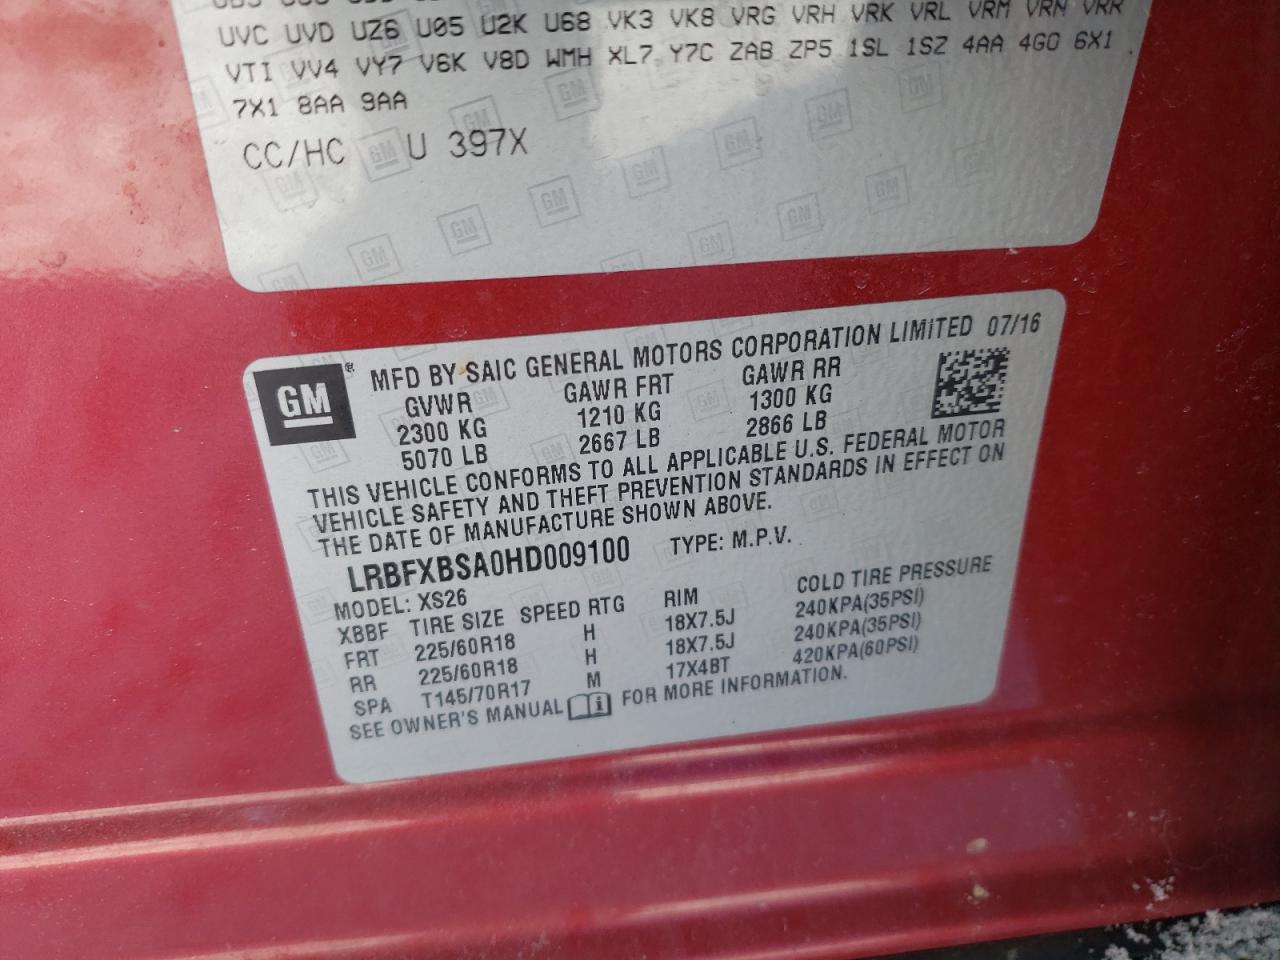 UVC UVD UZ6 U05 U2K U68 VK3 VK8 VRG VRH VRK VRL VRM VRN VRR
VTI VV4 VY7 V6K V8D WMH XL7 Y7C ZAB ZP5 1SL 1SZ 4AA 4G0 6X1
7X1 8AA 9AA
CC/HC U 397X
GM® MFD BY SAIC GENERAL MOTORS CORPORATION LIMITED 07/16
GVWR GAWR FRT GAWR RR
2300 KG 1210 KG 1300 KG
5070 LB 2667 LB 2866 LB
THIS VEHICLE CONFORMS TO ALL APPLICABLE U.S. FEDERAL MOTOR
VEHICLE SAFETY AND THEFT PREVENTION STANDARDS IN EFFECT ON
THE DATE OF MANUFACTURE SHOWN ABOVE.
LRBFXBSA0HD009100 TYPE: M.P.V.
MODEL: XS26
XBBF TIRE SIZE SPEED RTG RIM COLD TIRE PRESSURE
FRT 225/60R18 H 18X7.5J 240KPA(35PSI)
RR 225/60R18 H 18X7.5J 240KPA(35PSI)
SPA T145/70R17 M 17X4BT 420KPA(60PSI)
SEE OWNER'S MANUAL i FOR MORE INFORMATION.